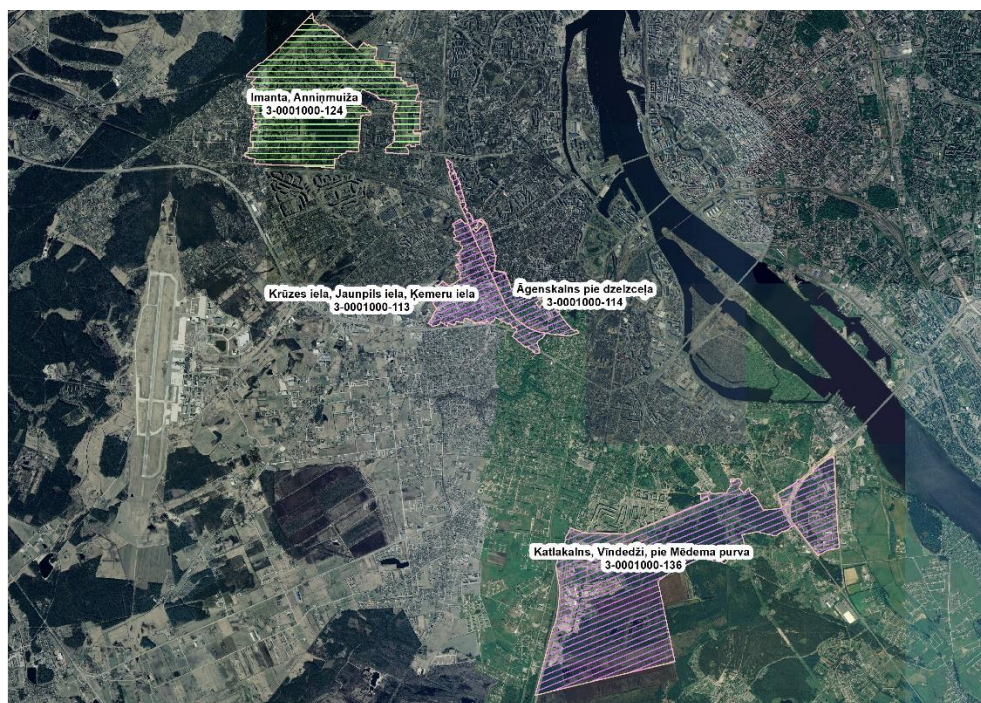 Imanta, Anniņmuiža
3-0001000-124
Krūzes iela, Jaunpils iela, Ķemeru iela
3-0001000-113
Āgenskalns pie dzelzceļa
3-0001000-114
Katlakalns, Vīndedži, pie Mēdema purva
3-0001000-136